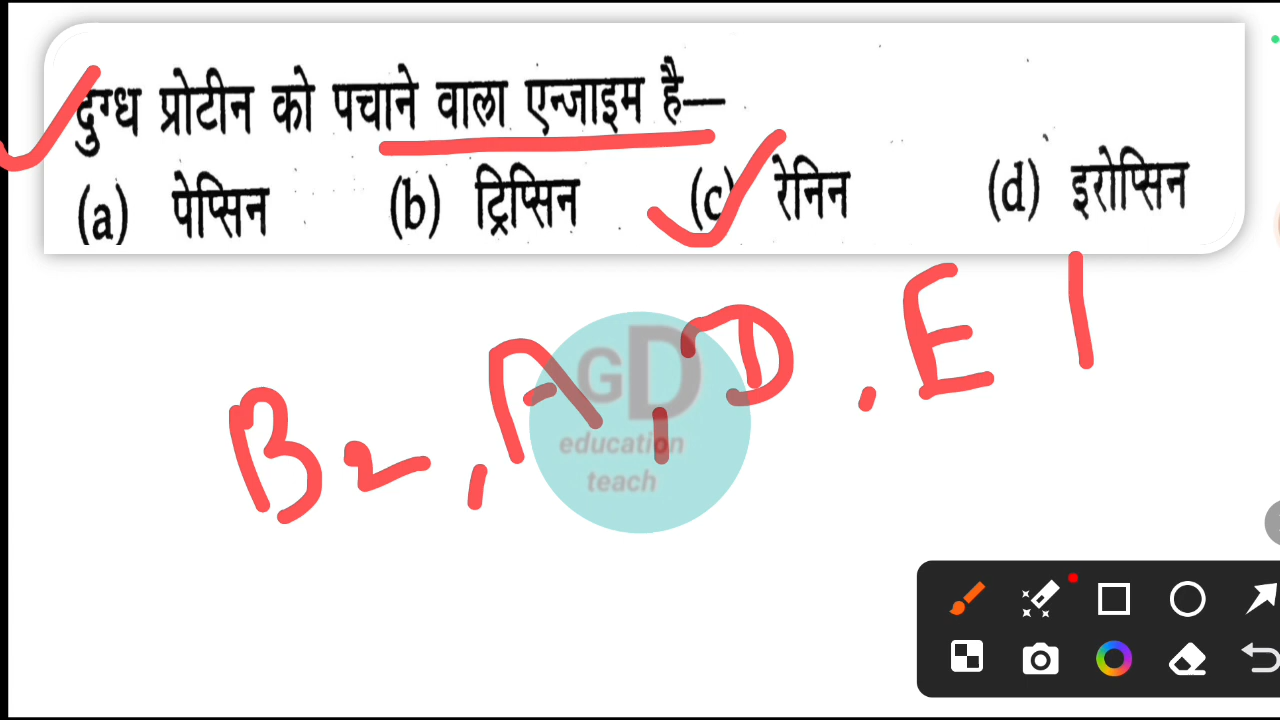 दुग्ध प्रोटीन को पचाने वाला एन्जाइम है—
(a) पेप्सिन (b) ट्रिप्सिन (c) रेनिन (d) इरोप्सिन
B2, A, D, E |
GD
education
teach